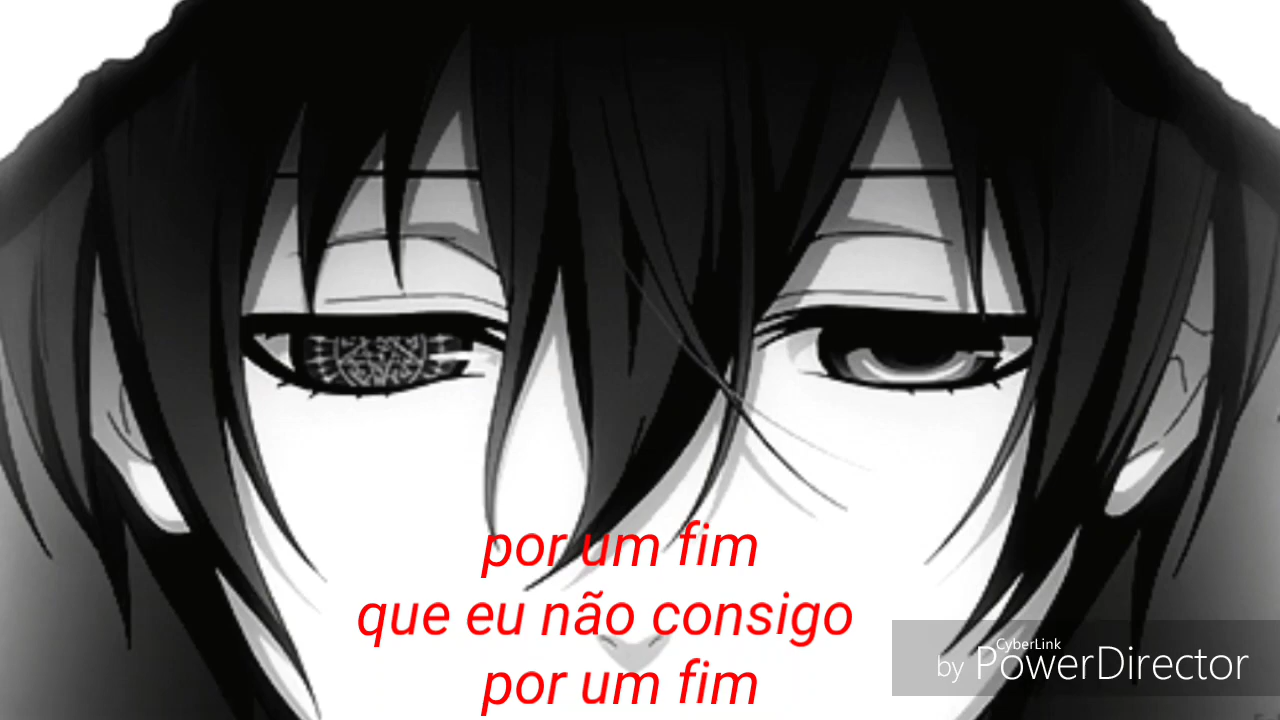 por um fim
que eu não consigo
por um fim
CyberLink
by PowerDirector